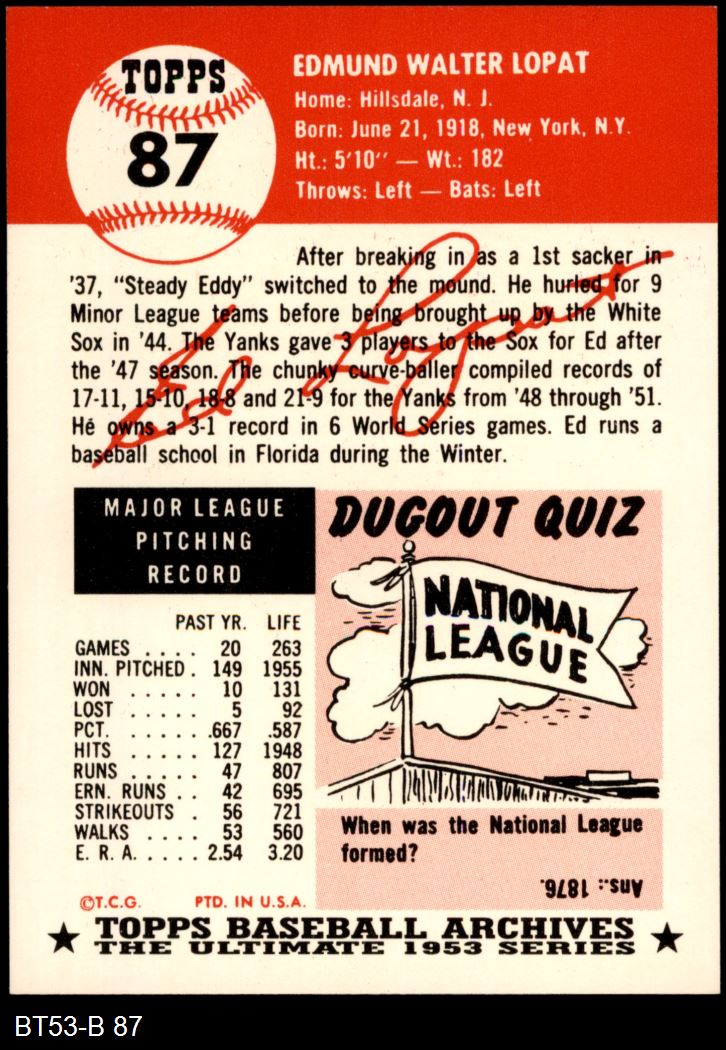 TOPPS
87
EDMUND WALTER LOPAT
Home: Hillsdale, N. J.
Born: June 21, 1918, New York, N.Y.
Ht.: 5'10" — Wt.: 182
Throws: Left — Bats: Left
After breaking in as a 1st sacker in
'37, "Steady Eddy" switched to the mound. He hurled for 9
Minor League teams before being brought up by the White
Sox in '44. The Yanks gave 3 players to the Sox for Ed after
the '47 season. The chunky curve-baller compiled records of
17-11, 15-10, 18-8 and 21-9 for the Yanks from '48 through '51.
He owns a 3-1 record in 6 World Series games. Ed runs a
baseball school in Florida during the Winter.
Ed Lopat
MAJOR LEAGUE
PITCHING
RECORD
PAST YR. LIFE
GAMES . . . . 20 263
INN. PITCHED . 149 1955
WON . . . . . 10 131
LOST . . . . . 5 92
PCT. . . . . . .667 .587
HITS . . . . . 127 1948
RUNS . . . . 47 807
ERN. RUNS . . 42 695
STRIKEOUTS . 56 721
WALKS . . . . 53 560
E. R. A. . . . . 2.54 3.20
©T.C.G. PTD. IN U.S.A.
DUGOUT QUIZ
NATIONAL
LEAGUE
When was the National League
formed?
Ans.: 1876.
TOPPS BASEBALL ARCHIVES
THE ULTIMATE 1953 SERIES
BT53-B 87